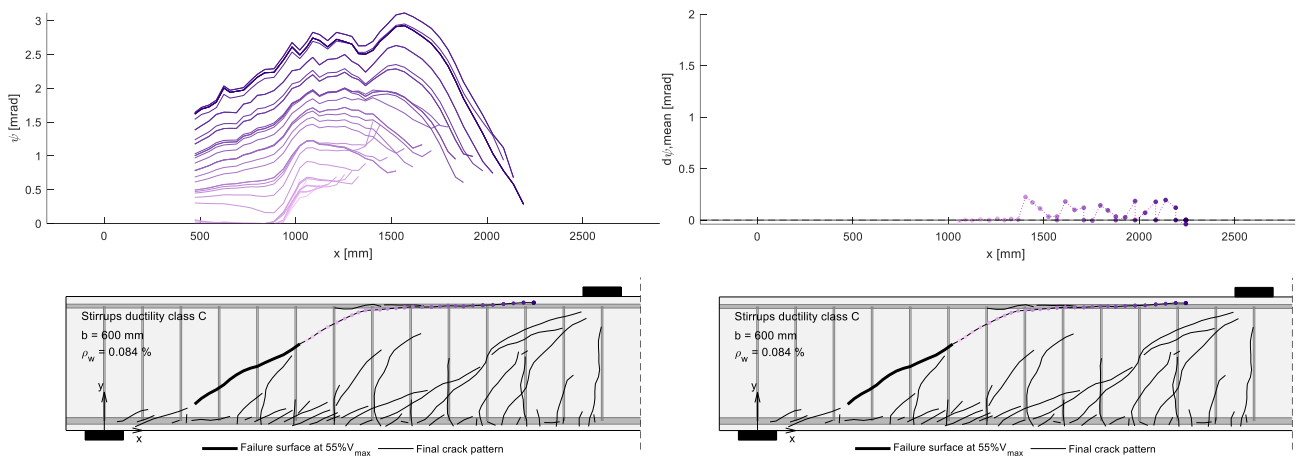 3
2.5
2
1.5
1
0.5
0
ψ [mrad]
0 500 1000 1500 2000 2500
x [mm]
2
1.5
1
0.5
0
dψ,mean [mrad]
0 500 1000 1500 2000 2500
x [mm]
Stirrups ductility class C
b = 600 mm
ρw = 0.084 %
y
x
Failure surface at 55%Vmax Final crack pattern
Stirrups ductility class C
b = 600 mm
ρw = 0.084 %
y
x
Failure surface at 55%Vmax Final crack pattern